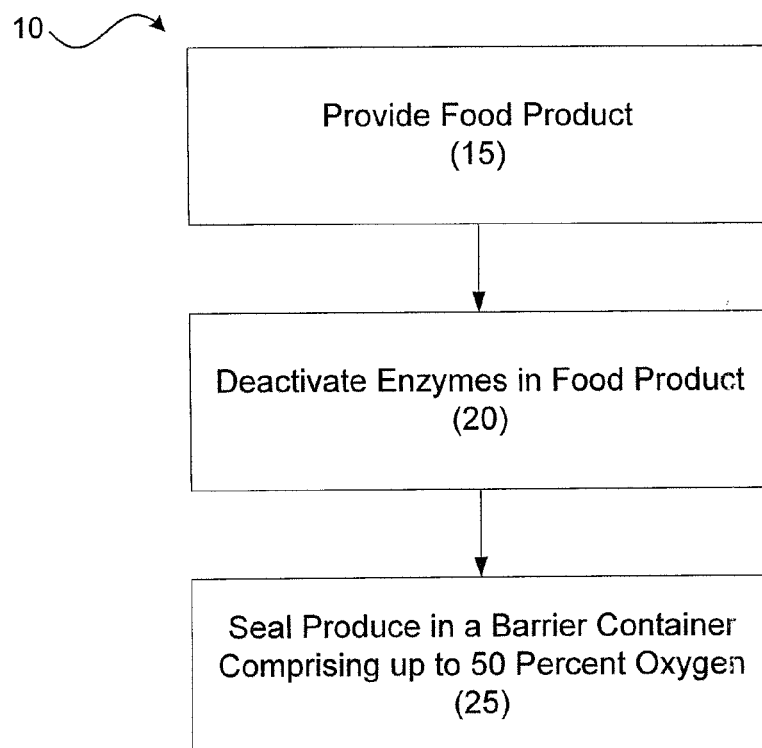 10
Provide Food Product
(15)
Deactivate Enzymes in Food Product
(20)
Seal Produce in a Barrier Container
Comprising up to 50 Percent Oxygen
(25)